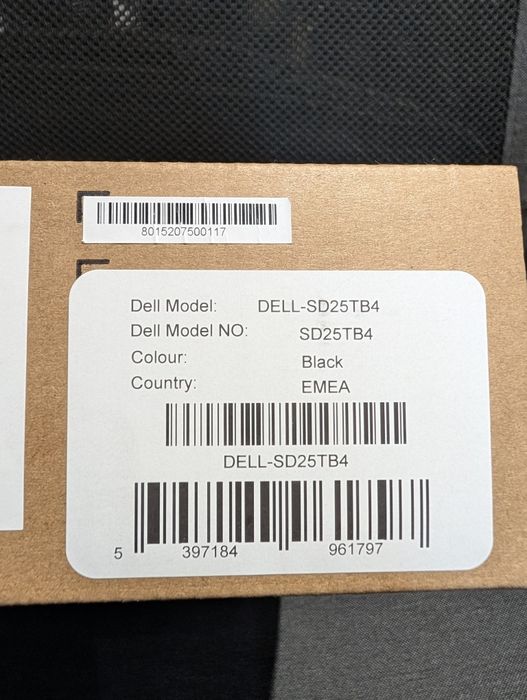 8015207500117
Dell Model: DELL-SD25TB4
Dell Model NO: SD25TB4
Colour: Black
Country: EMEA
DELL-SD25TB4
5 397184 961797